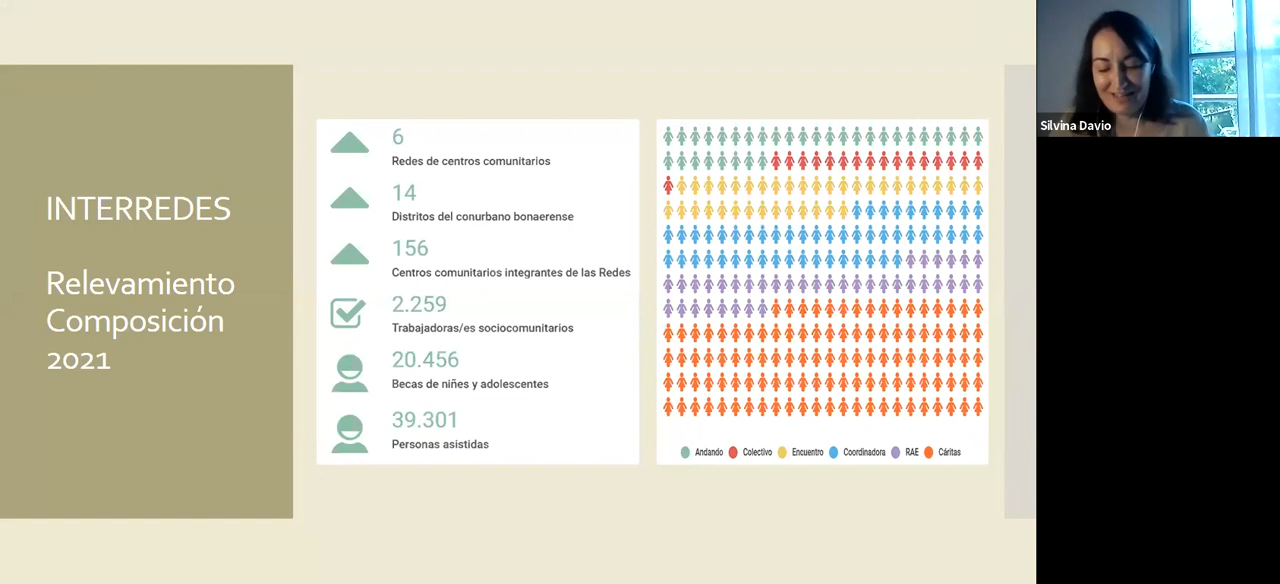 INTERREDES
Relevamiento
Composición
2021
6
Redes de centros comunitarios
14
Distritos del conurbano bonaerense
156
Centros comunitarios integrantes de las Redes
2.259
Trabajadoras/es sociocomunitarios
20.456
Becas de niñes y adolescentes
39.301
Personas asistidas
Andando Colectivo Encuentro Coordinadora RAE Cáritas
Silvina Davio